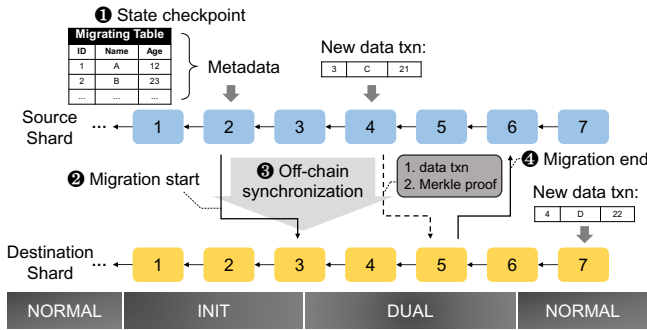 ❶ State checkpoint
Migrating Table
ID Name Age
1 A 12
2 B 23
... ... ...
Metadata
New data txn:
3 C 21
Source
Shard
... 1 2 3 4 5 6 7
❷ Migration start
❸ Off-chain
synchronization
1. data txn
2. Merkle proof
❹ Migration end
New data txn:
4 D 22
Destination
Shard
... 1 2 3 4 5 6 7
NORMAL INIT DUAL NORMAL